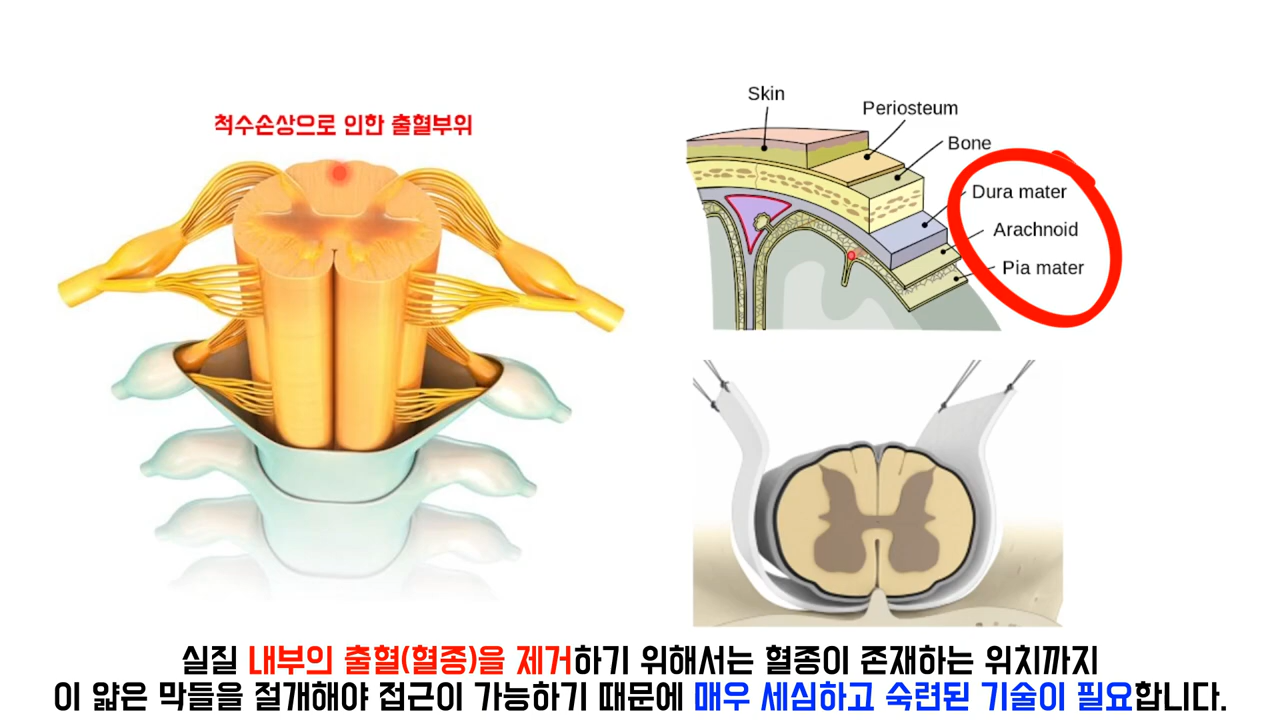 척수손상으로 인한 출혈부위
Skin
Periosteum
Bone
Dura mater
Arachnoid
Pia mater
실질 내부의 출혈(혈종)을 제거하기 위해서는 혈종이 존재하는 위치까지
이 얇은 막들을 절개해야 접근이 가능하기 때문에 매우 세심하고 숙련된 기술이 필요합니다.